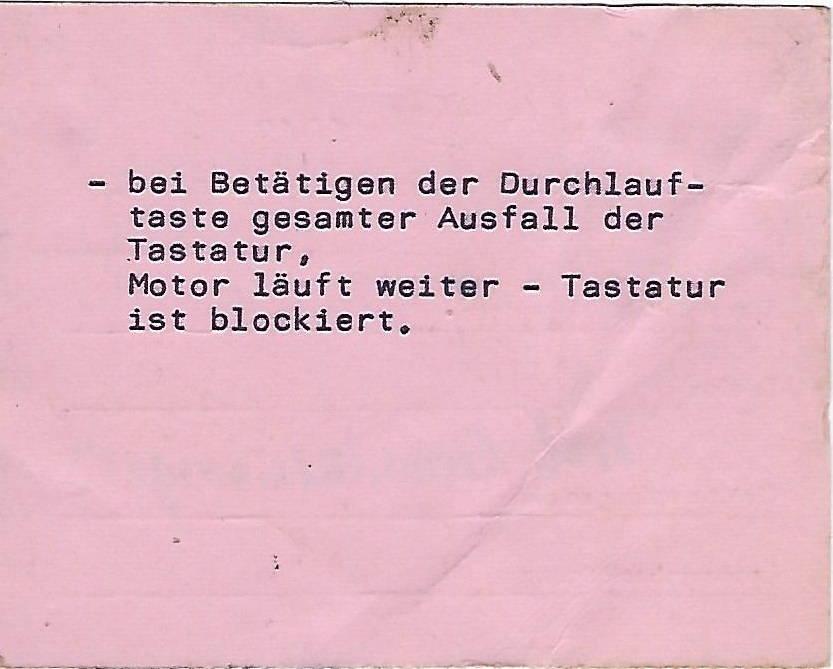 - bei Betätigen der Durchlauf-
taste gesamter Ausfall der
Tastatur,
Motor läuft weiter - Tastatur
ist blockiert.